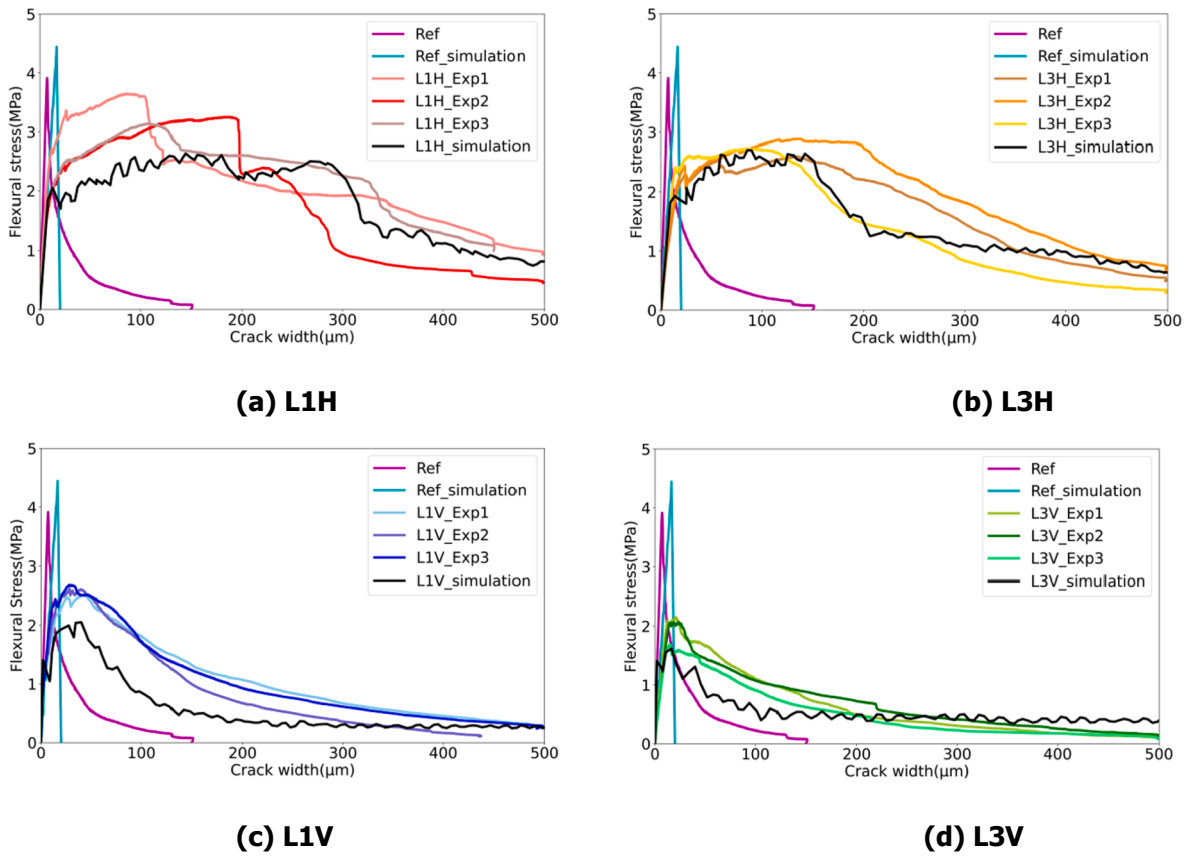 5
4
3
2
1
0
Flexural stress(MPa)
Ref
Ref_simulation
L1H_Exp1
L1H_Exp2
L1H_Exp3
L1H_simulation
0 100 200 300 400 500
Crack width(μm)
(a) L1H
5
4
3
2
1
0
Flexural stress(MPa)
Ref
Ref_simulation
L3H_Exp1
L3H_Exp2
L3H_Exp3
L3H_simulation
0 100 200 300 400 500
Crack width(μm)
(b) L3H
5
4
3
2
1
0
Flexural Stress(MPa)
Ref
Ref_simulation
L1V_Exp1
L1V_Exp2
L1V_Exp3
L1V_simulation
0 100 200 300 400 500
Crack width(μm)
(c) L1V
5
4
3
2
1
0
Flexural stress(MPa)
Ref
Ref_simulation
L3V_Exp1
L3V_Exp2
L3V_Exp3
L3V_simulation
0 100 200 300 400 500
Crack width(μm)
(d) L3V